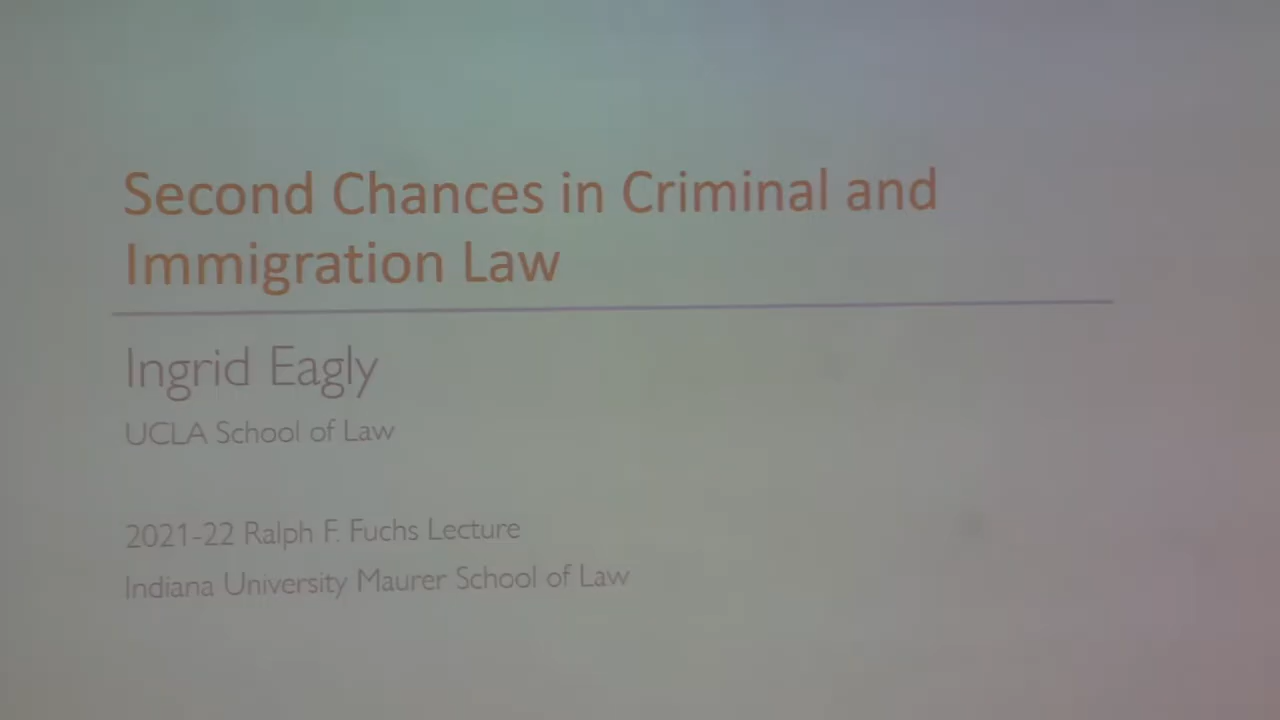 Second Chances in Criminal and
Immigration Law
Ingrid Eagly
UCLA School of Law
2021-22 Ralph F. Fuchs Lecture
Indiana University Maurer School of Law